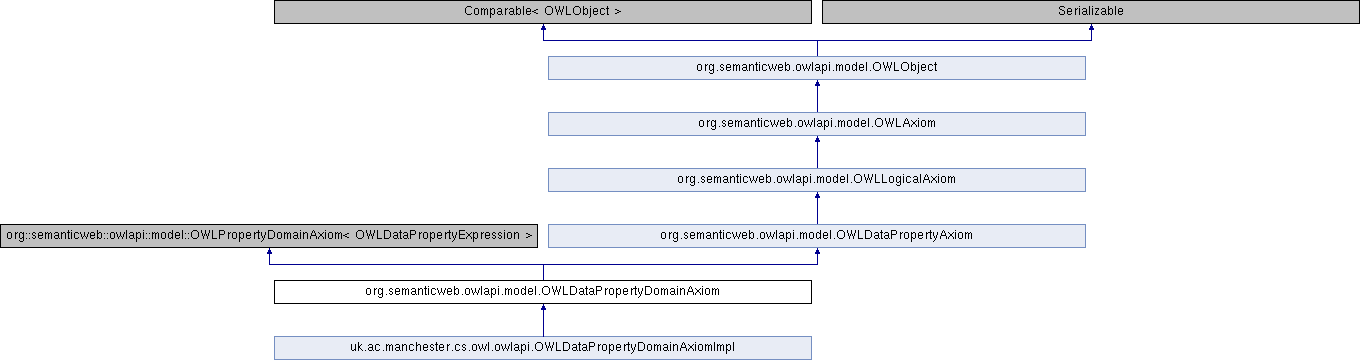 Comparable< OWLObject >
Serializable
org.semanticweb.owlapi.model.OWLObject
org.semanticweb.owlapi.model.OWLAxiom
org.semanticweb.owlapi.model.OWLLogicalAxiom
org::semanticweb::owlapi::model::OWLPropertyDomainAxiom< OWLDataPropertyExpression >
org.semanticweb.owlapi.model.OWLDataPropertyAxiom
org.semanticweb.owlapi.model.OWLDataPropertyDomainAxiom
uk.ac.manchester.cs.owl.owlapi.OWLDataPropertyDomainAxiomImpl